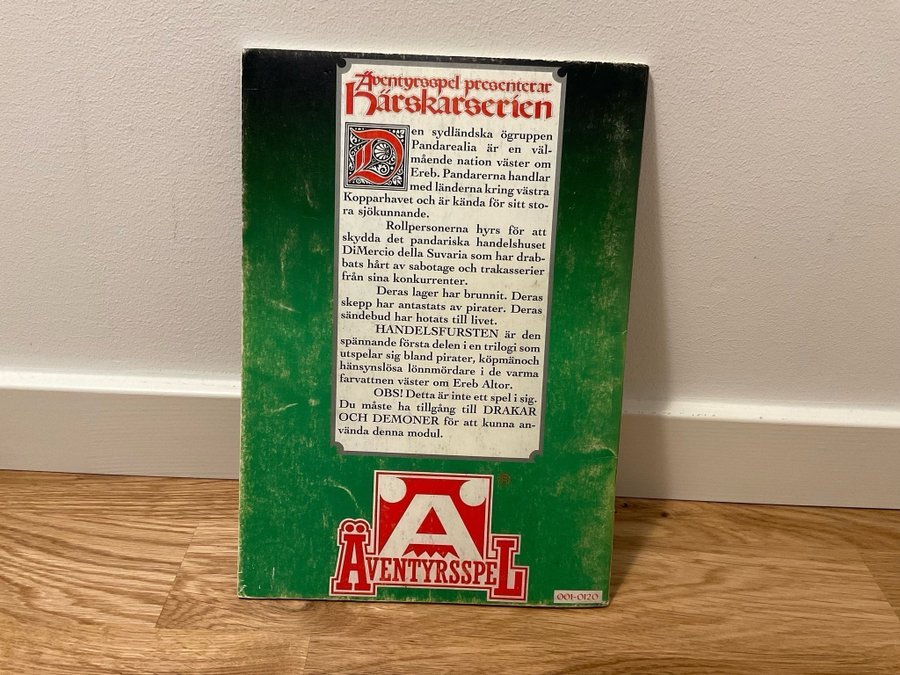 Äventyrsspel presenterar
Härskarserien
Den sydländska ögruppen
Pandarealia är en väl-
mående nation väster om
Ereb. Pandarerna handlar
med länderna kring västra
Kopparhavet och är kända för sitt sto-
ra sjökunnande.
Rollpersonerna hyrs för att
skydda det pandariska handelshuset
DiMercio della Suvaria som har drab-
bats hårt av sabotage och trakasserier
från sina konkurrenter.
Deras lager har brunnit. Deras
skepp har antastats av pirater. Deras
sändebud har hotats till livet.
HANDELSFURSTEN är den
spännande första delen i en trilogi som
utspelar sig bland pirater, köpmänoch
hänsynslösa lönnmördare i de varma
farvattnen väster om Ereb Altor.
OBS! Detta är inte ett spel i sig.
Du måste ha tillgång till DRAKAR
OCH DEMONER för att kunna an-
vända denna modul.
A ®
ÄVENTYRSSPEL
001-0120